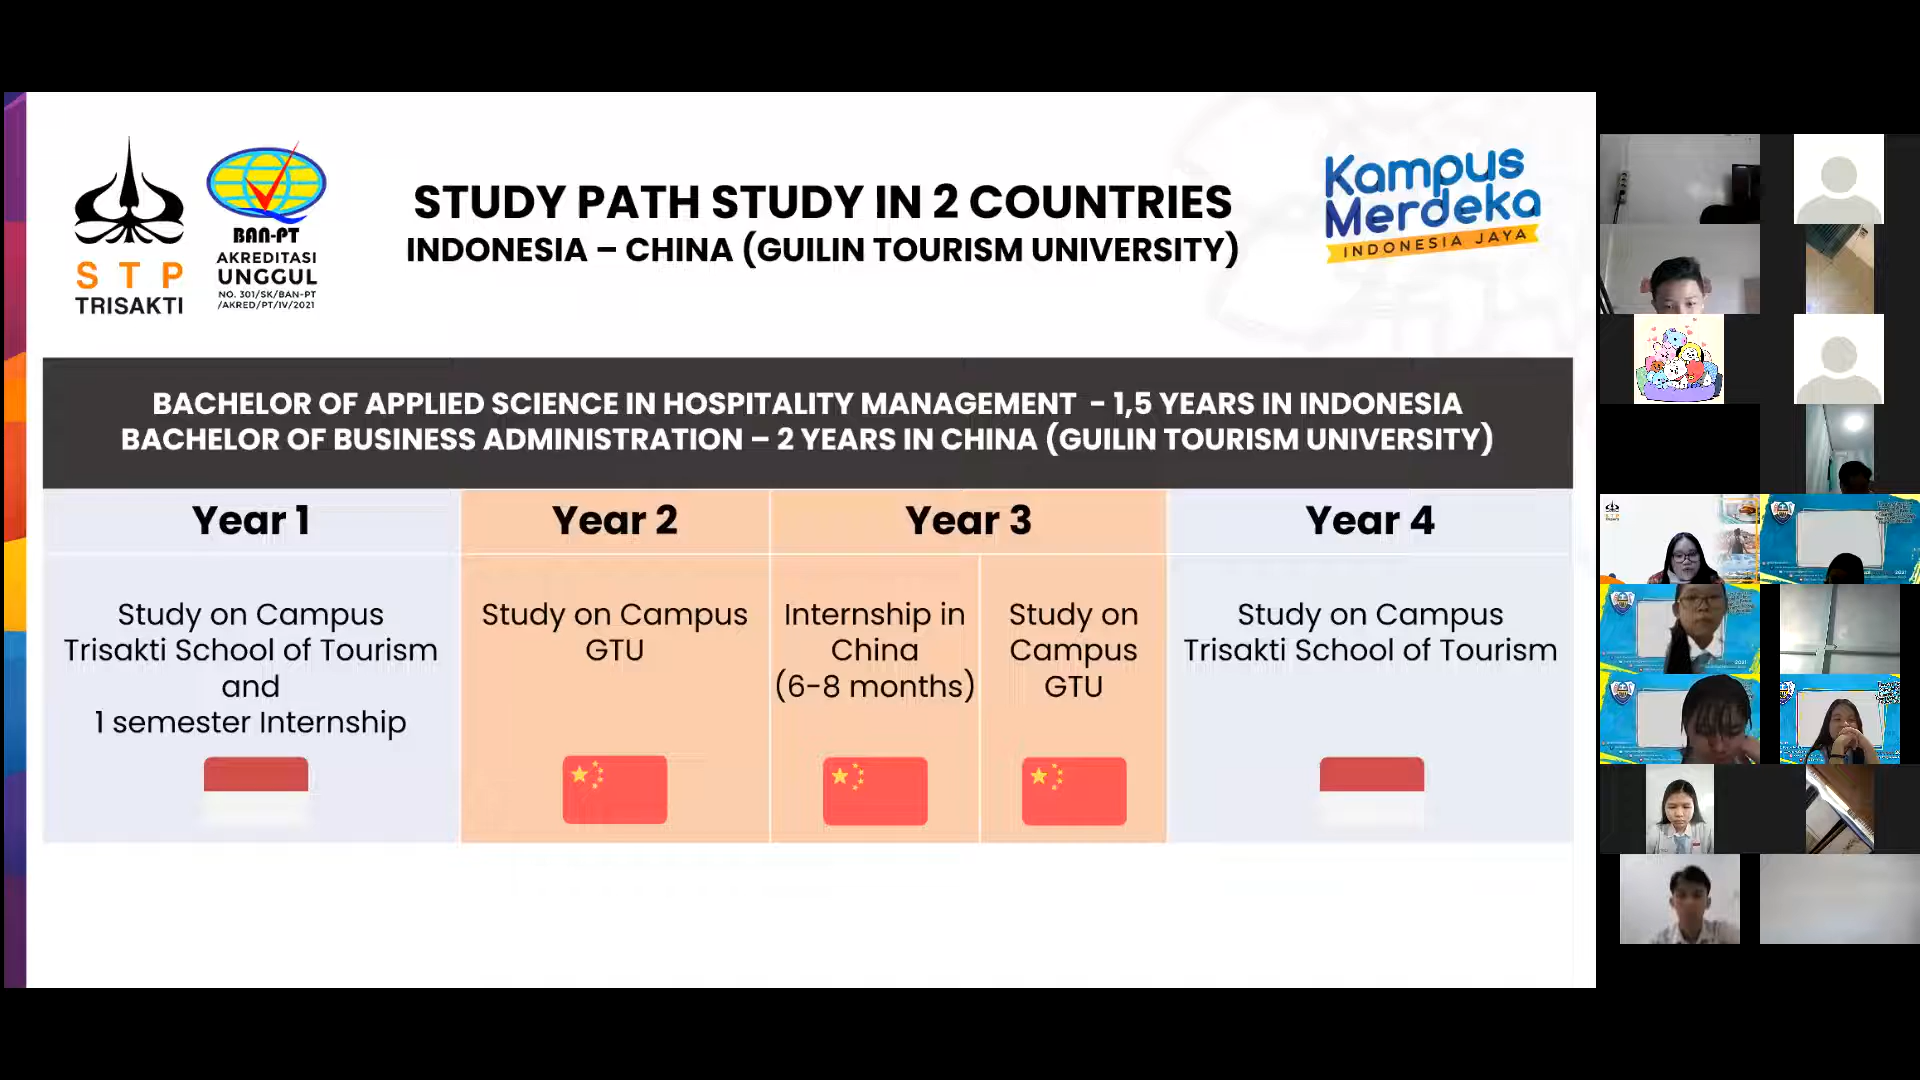 STP
TRISAKTI
BAN-PT
AKREDITASI
UNGGUL
NO. 301/SK/BAN-PT
/AKRED/PT/IV/2021
STUDY PATH STUDY IN 2 COUNTRIES
INDONESIA – CHINA (GUILIN TOURISM UNIVERSITY)
Kampus
Merdeka
INDONESIA JAYA
BACHELOR OF APPLIED SCIENCE IN HOSPITALITY MANAGEMENT - 1,5 YEARS IN INDONESIA
BACHELOR OF BUSINESS ADMINISTRATION – 2 YEARS IN CHINA (GUILIN TOURISM UNIVERSITY)
Year 1
Study on Campus
Trisakti School of Tourism
and
1 semester Internship
Year 2
Study on Campus
GTU
Year 3
Internship in
China
(6-8 months)
Study on
Campus
GTU
Year 4
Study on Campus
Trisakti School of Tourism